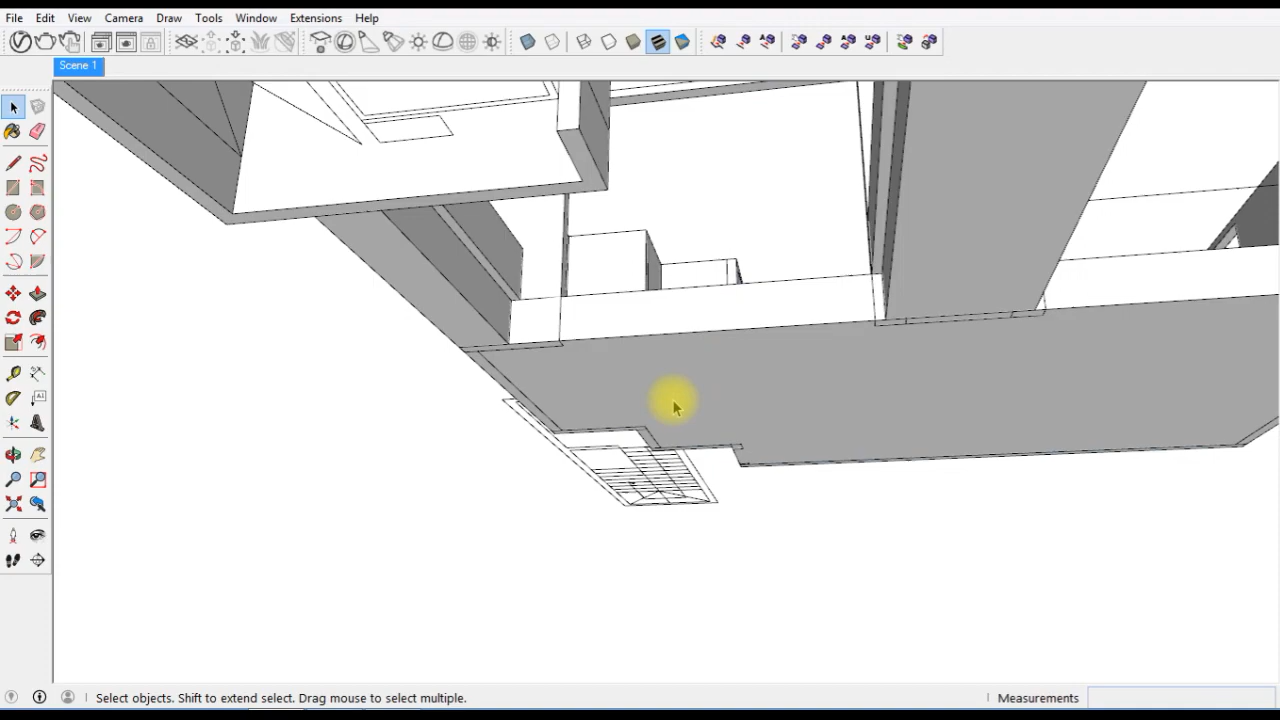 File Edit View Camera Draw Tools Window Extensions Help
Scene 1
Select objects. Shift to extend select. Drag mouse to select multiple.
Measurements